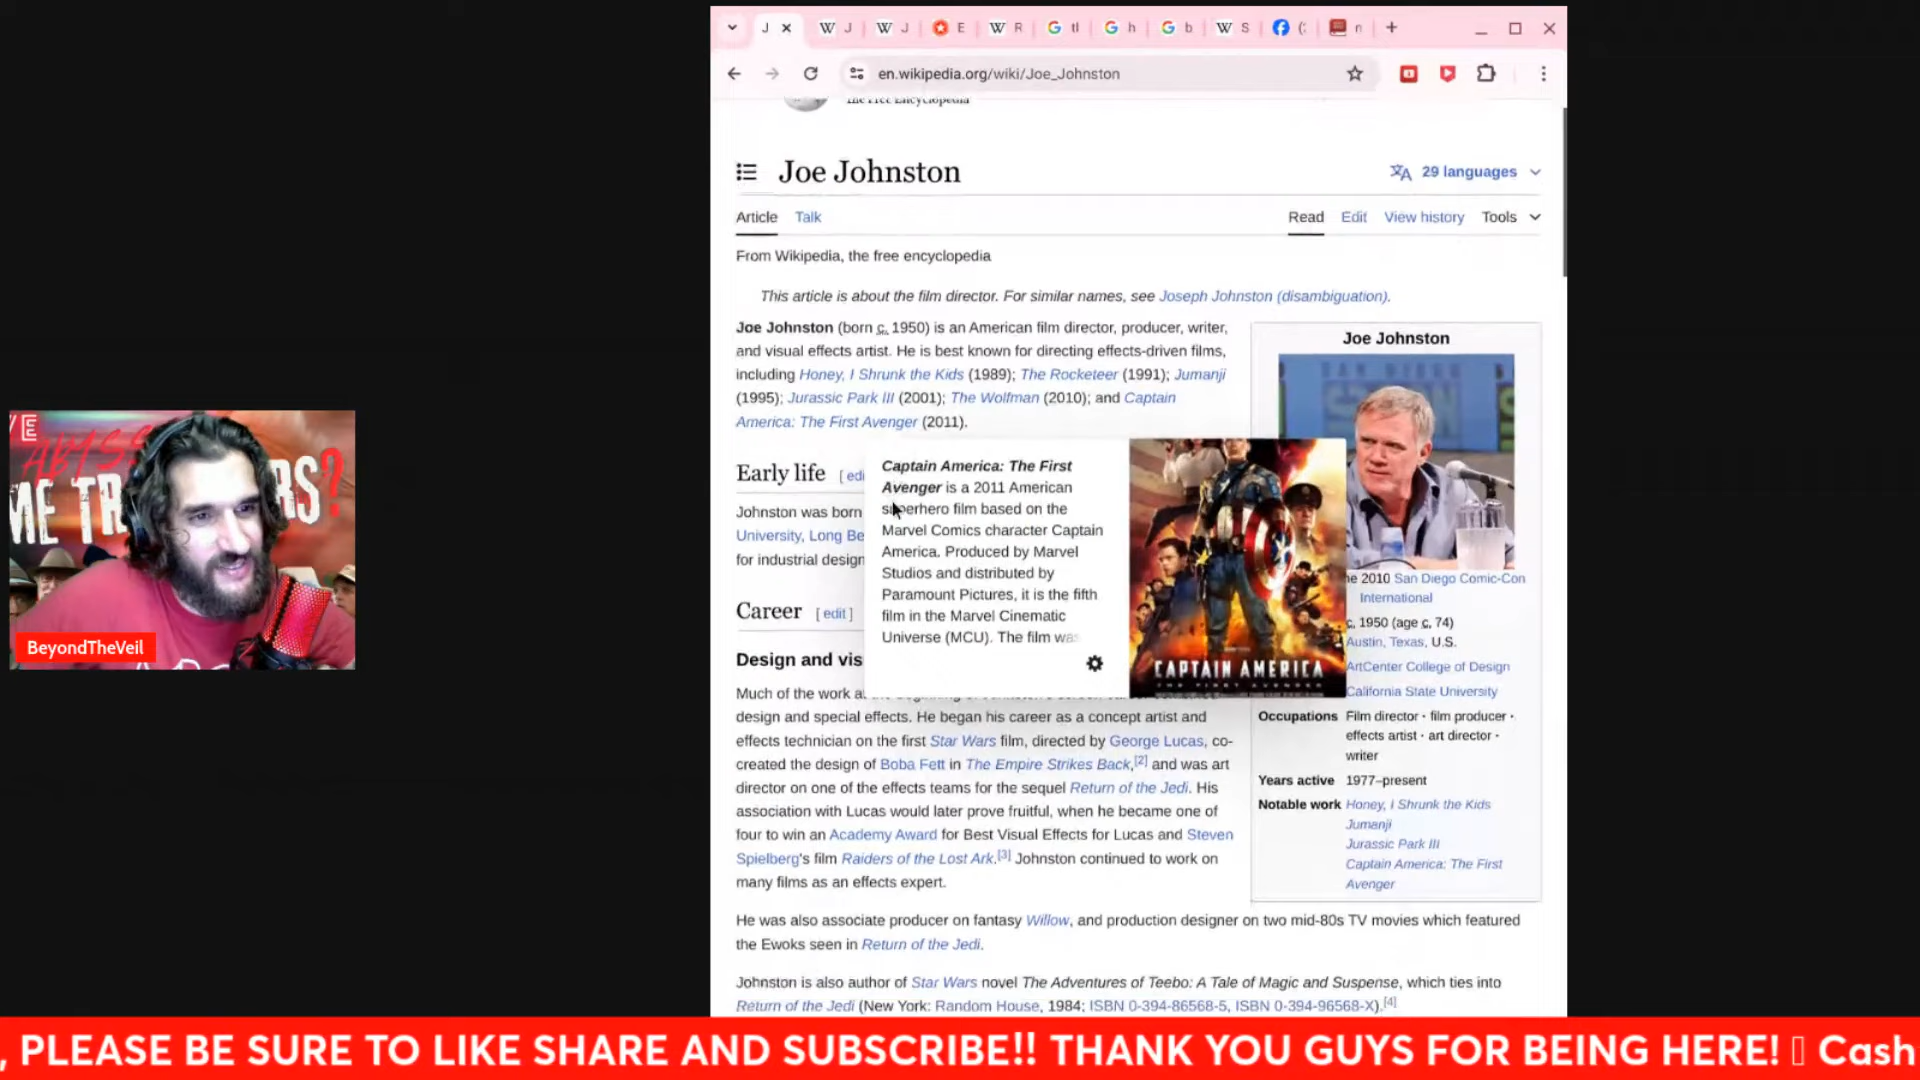 J
W J
W J
E
W R
G tl
G h
G b
W S
(:
n
en.wikipedia.org/wiki/Joe_Johnston
The Free Encyclopedia
Joe Johnston
29 languages
Article Talk
Read Edit View history Tools
From Wikipedia, the free encyclopedia
This article is about the film director. For similar names, see Joseph Johnston (disambiguation).
Joe Johnston (born c. 1950) is an American film director, producer, writer,
and visual effects artist. He is best known for directing effects-driven films,
including Honey, I Shrunk the Kids (1989); The Rocketeer (1991); Jumanji
(1995); Jurassic Park III (2001); The Wolfman (2010); and Captain
America: The First Avenger (2011).
Early life [ edi
Johnston was born
University, Long Be
for industrial design
Career [ edit ]
Design and vis
Much of the work a
design and special effects. He began his career as a concept artist and
effects technician on the first Star Wars film, directed by George Lucas, co-
created the design of Boba Fett in The Empire Strikes Back,[2] and was art
director on one of the effects teams for the sequel Return of the Jedi. His
association with Lucas would later prove fruitful, when he became one of
four to win an Academy Award for Best Visual Effects for Lucas and Steven
Spielberg's film Raiders of the Lost Ark.[3] Johnston continued to work on
many films as an effects expert.
He was also associate producer on fantasy Willow, and production designer on two mid-80s TV movies which featured
the Ewoks seen in Return of the Jedi.
Johnston is also author of Star Wars novel The Adventures of Teebo: A Tale of Magic and Suspense, which ties into
Return of the Jedi (New York: Random House, 1984; ISBN 0-394-86568-5, ISBN 0-394-96568-X).[4]
Captain America: The First
Avenger is a 2011 American
superhero film based on the
Marvel Comics character Captain
America. Produced by Marvel
Studios and distributed by
Paramount Pictures, it is the fifth
film in the Marvel Cinematic
Universe (MCU). The film was
CAPTAIN AMERICA
THE FIRST AVENGER
Joe Johnston
SAN DIEGO
he 2010 San Diego Comic-Con
International
c. 1950 (age c. 74)
Austin, Texas, U.S.
ArtCenter College of Design
California State University
Occupations Film director · film producer ·
effects artist · art director ·
writer
Years active 1977–present
Notable work Honey, I Shrunk the Kids
Jumanji
Jurassic Park III
Captain America: The First
Avenger
VE
ABYSS
ME TR RS?
BeyondTheVeil
, PLEASE BE SURE TO LIKE SHARE AND SUBSCRIBE!! THANK YOU GUYS FOR BEING HERE! Cash